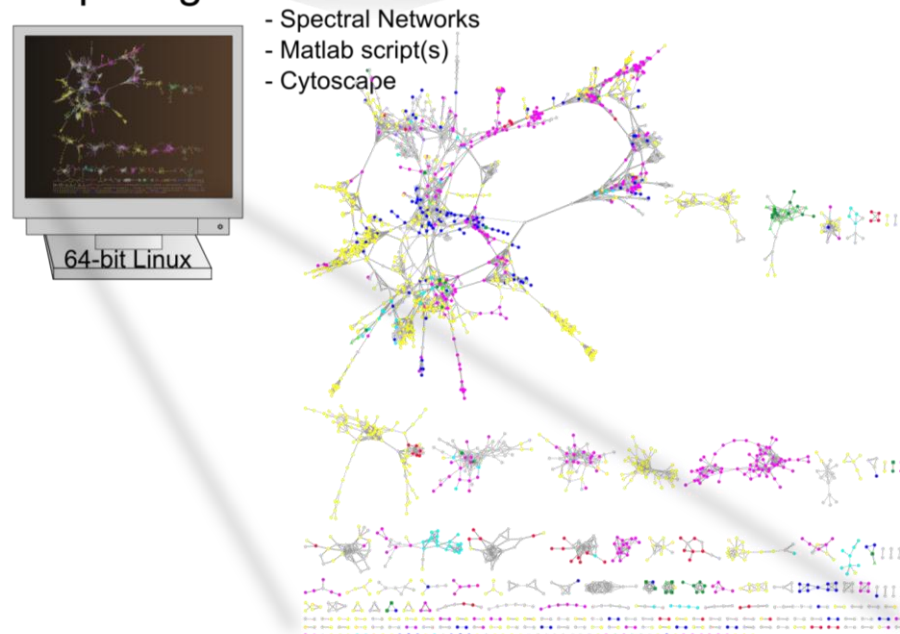 - Spectral Networks
- Matlab script(s)
- Cytoscape
64-bit Linux